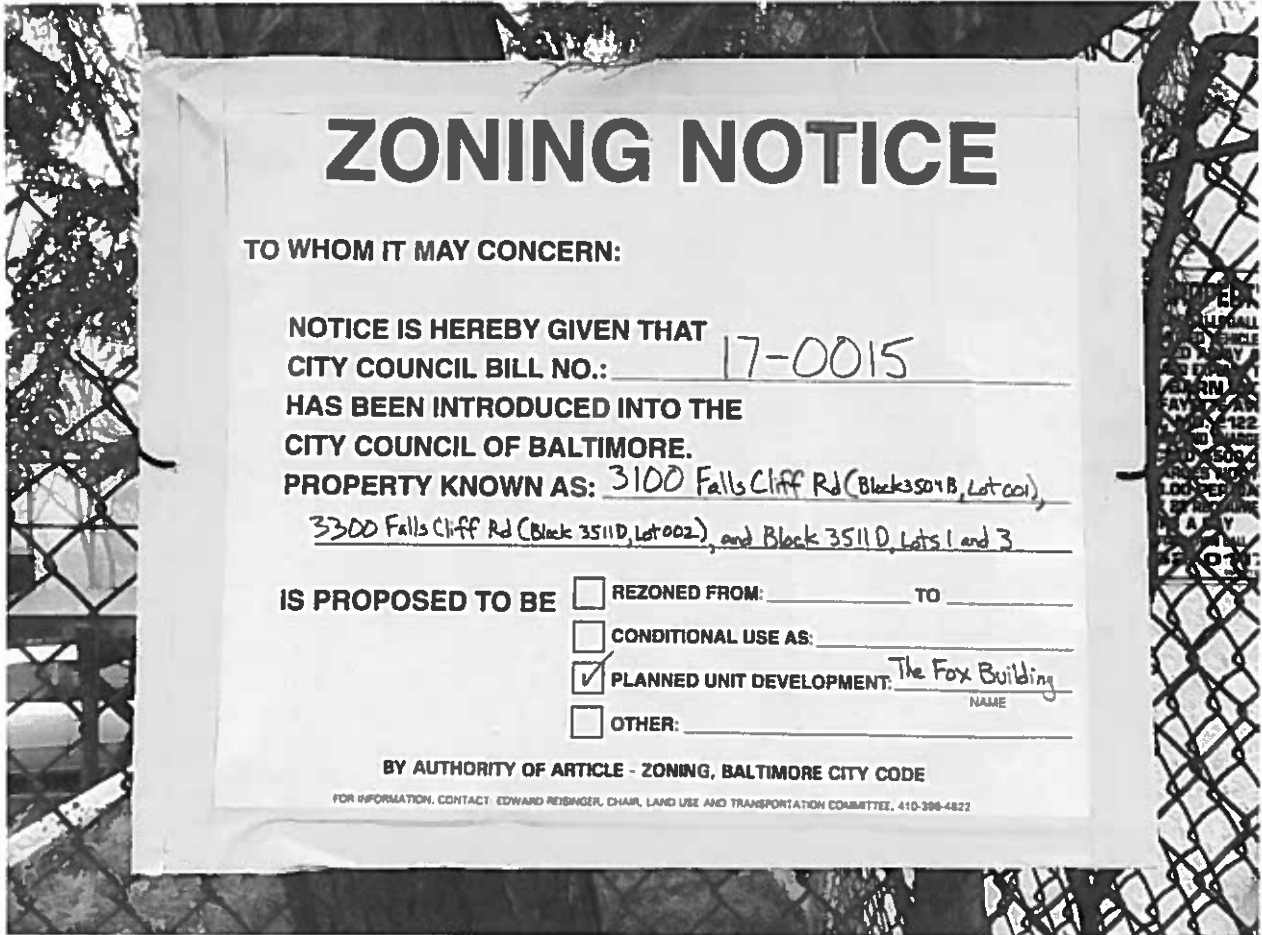 ZONING NOTICE
TO WHOM IT MAY CONCERN:
NOTICE IS HEREBY GIVEN THAT
CITY COUNCIL BILL NO.: 17-0015
HAS BEEN INTRODUCED INTO THE
CITY COUNCIL OF BALTIMORE.
PROPERTY KNOWN AS: 3100 Falls Cliff Rd (Block 3504B, Lot 001),
3300 Falls Cliff Rd (Block 3511D, Lot 002), and Block 3511D, Lots 1 and 3
IS PROPOSED TO BE
REZONED FROM: TO
CONDITIONAL USE AS:
✓ PLANNED UNIT DEVELOPMENT: The Fox Building
NAME
OTHER:
BY AUTHORITY OF ARTICLE - ZONING, BALTIMORE CITY CODE
FOR INFORMATION, CONTACT: EDWARD REISINGER, CHAIR, LAND USE AND TRANSPORTATION COMMITTEE, 410-396-4822